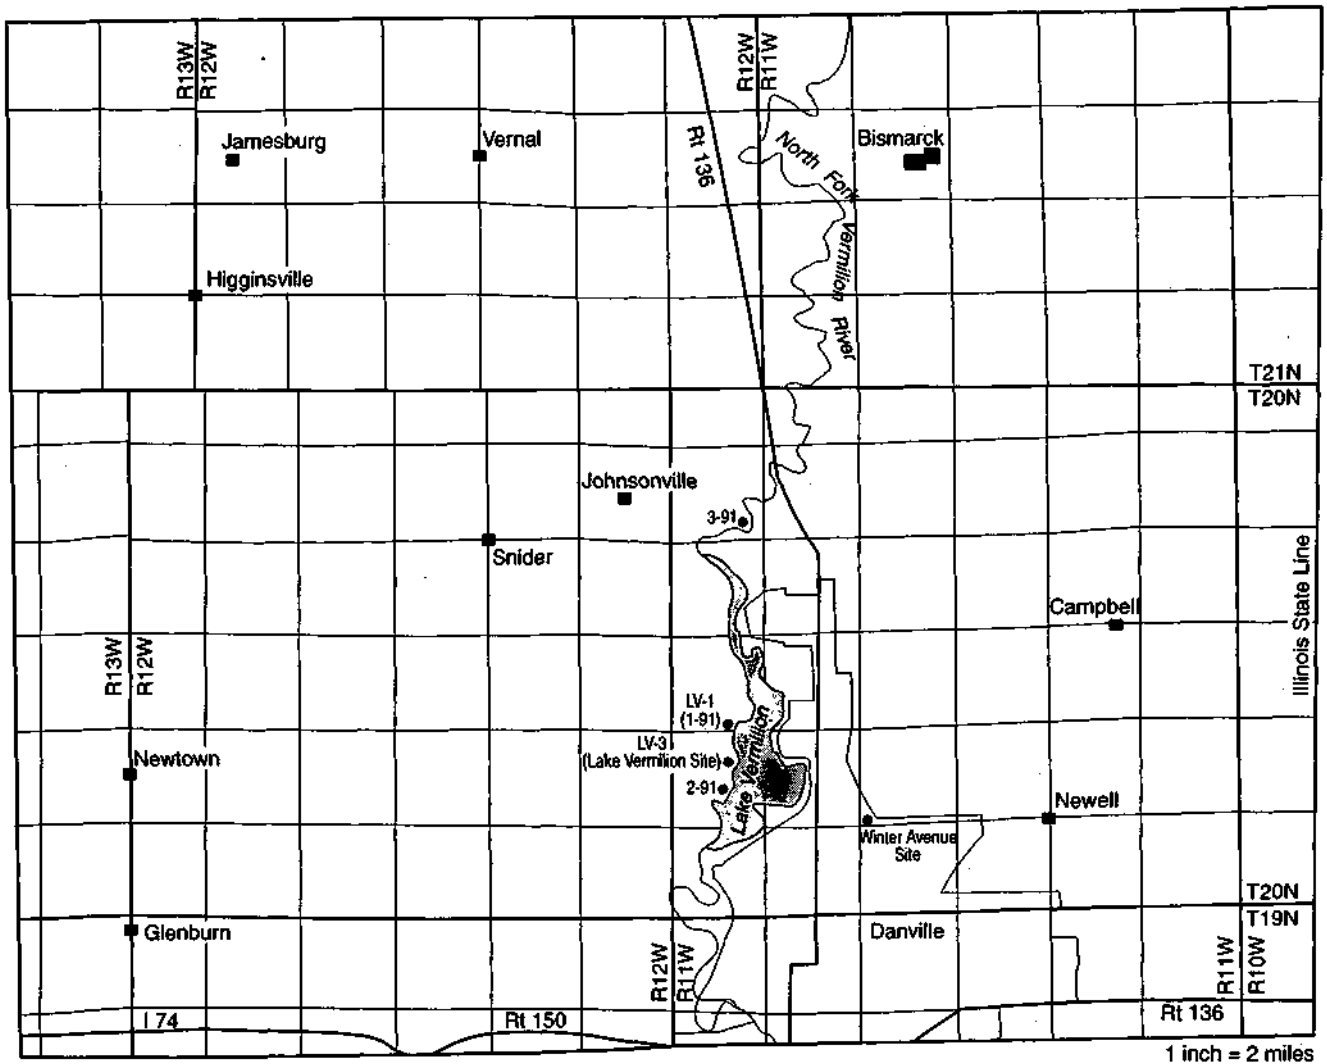 R13W
R12W
R12W
R11W
Jamesburg
Vernal
Rt 136
North Fork Vermilion River
Bismarck
Higginsville
T21N
T20N
Johnsonville
3-91
Snider
Illinois State Line
Campbell
R13W
R12W
LV-1
(1-91)
LV-3
(Lake Vermilion Site)
2-91
Lake Vermilion
Newtown
Newell
Winter Avenue
Site
T20N
T19N
Glenburn
Danville
R12W
R11W
R11W
R10W
I 74
Rt 150
Rt 136
1 inch = 2 miles